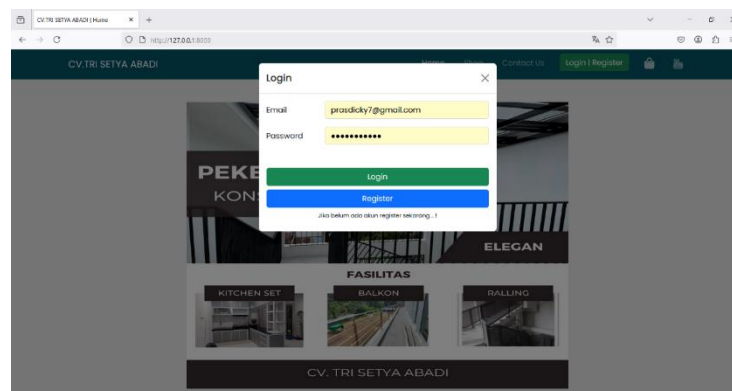 CV.TRI SETYA ABADI | Home
http://127.0.0.1:8000
CV.TRI SETYA ABADI
Home Shop Contact Us Login | Register
Login
Email prasdicky7@gmail.com
Password
Login
Register
Jika belum ada akun register sekarang...!
PEKE
KONS
ELEGAN
FASILITAS
KITCHEN SET BALKON RALLING
CV. TRI SETYA ABADI